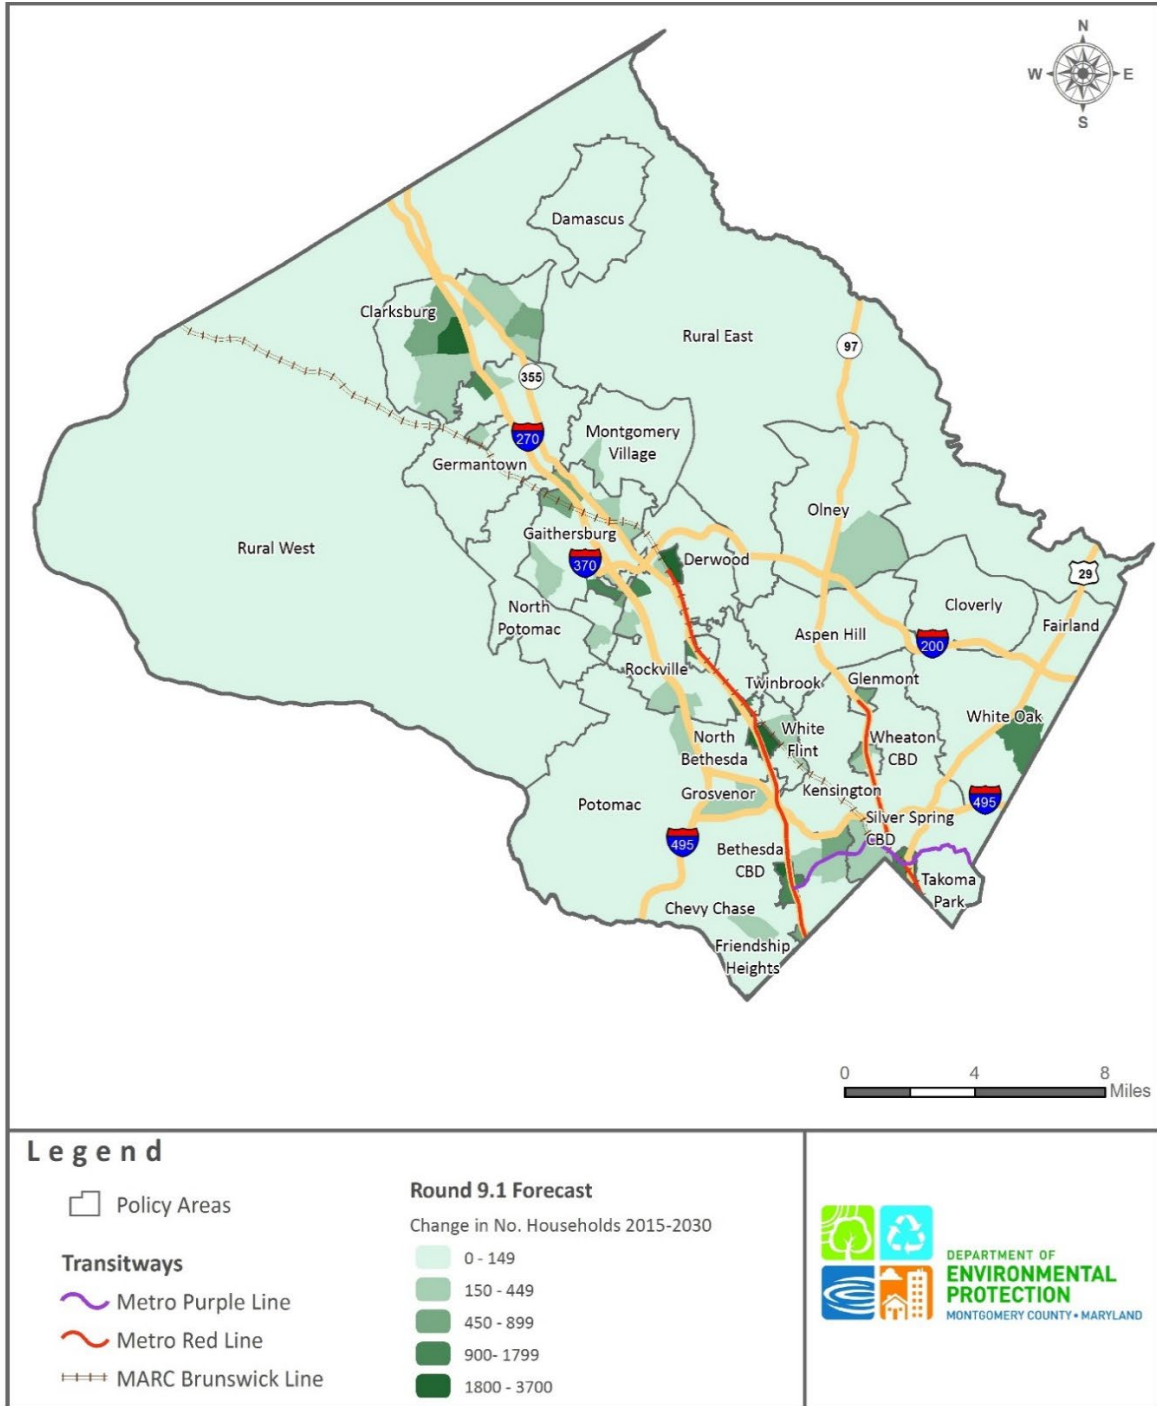 N
W E
S
Damascus
Clarksburg
Rural East
97
355
270
Montgomery
Village
Germantown
Olney
Gaithersburg
Rural West
370
Derwood
29
North
Potomac
Cloverly
Fairland
Aspen Hill
200
Rockville
Twinbrook
Glenmont
White Oak
North
Bethesda
White
Flint
Wheaton
CBD
Potomac
Grosvenor
Kensington
495
Silver Spring
CBD
495
Bethesda
CBD
Takoma
Park
Chevy Chase
Friendship
Heights
0 4 8
Miles
Legend
Policy Areas
Transitways
Metro Purple Line
Metro Red Line
MARC Brunswick Line
Round 9.1 Forecast
Change in No. Households 2015-2030
0 - 149
150 - 449
450 - 899
900- 1799
1800 - 3700
DEPARTMENT OF
ENVIRONMENTAL
PROTECTION
MONTGOMERY COUNTY • MARYLAND